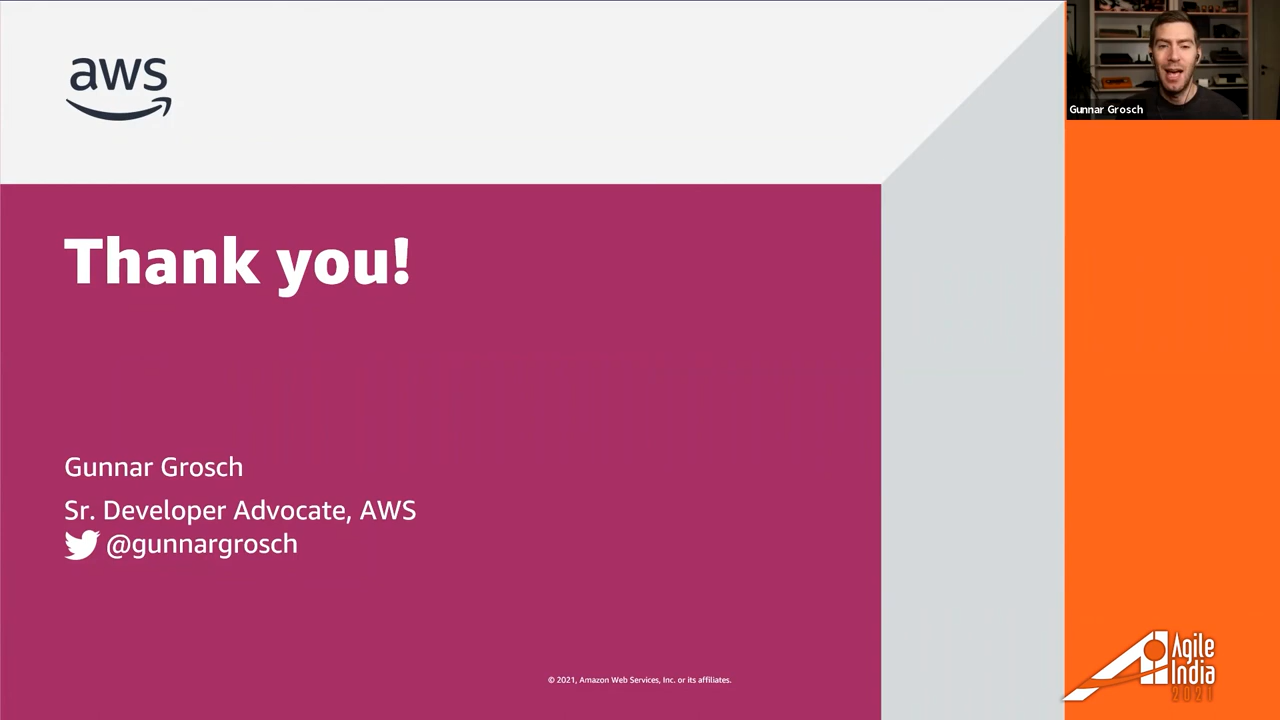 aws
Gunnar Grosch
Thank you!
Gunnar Grosch
Sr. Developer Advocate, AWS
@gunnargrosch
© 2021, Amazon Web Services, Inc. or its affiliates.
Agile
India
2021